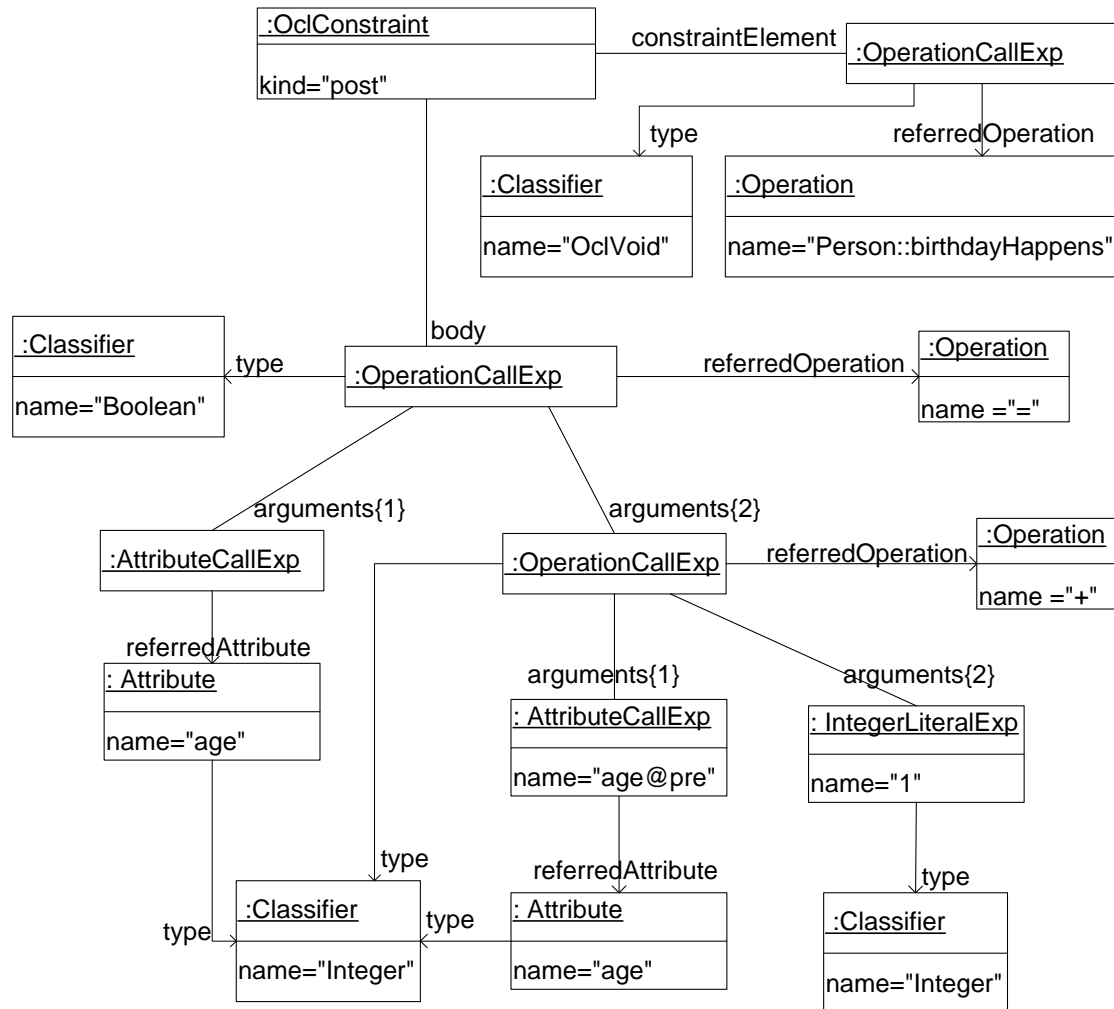 :OclConstraint
kind="post"
constraintElement
:OperationCallExp
type
referredOperation
:Classifier
name="OclVoid"
:Operation
name="Person::birthdayHappens"
body
:Classifier
name="Boolean"
type
:OperationCallExp
referredOperation
:Operation
name ="="
arguments{1}
arguments{2}
:AttributeCallExp
:OperationCallExp
referredOperation
:Operation
name ="+"
referredAttribute
: Attribute
name="age"
arguments{1}
arguments{2}
: AttributeCallExp
name="age@pre"
: IntegerLiteralExp
name="1"
type
referredAttribute
type
type
:Classifier
name="Integer"
type
: Attribute
name="age"
:Classifier
name="Integer"